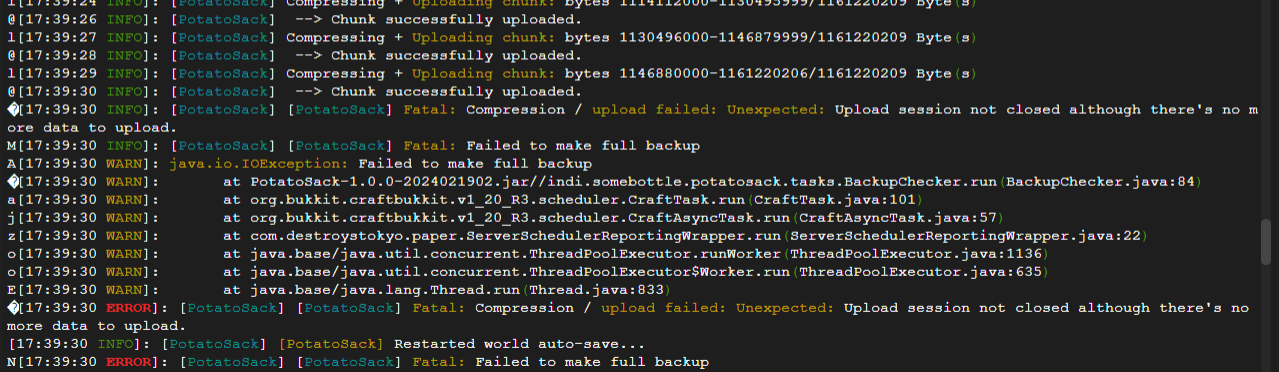 l[17:39:24 INFO]: [PotatoSack] Compressing + Uploading chunk: bytes 1114112000-1130495999/1161220209 Byte(s)
@[17:39:26 INFO]: [PotatoSack]  --> Chunk successfully uploaded.
l[17:39:27 INFO]: [PotatoSack] Compressing + Uploading chunk: bytes 1130496000-1146879999/1161220209 Byte(s)
@[17:39:28 INFO]: [PotatoSack]  --> Chunk successfully uploaded.
l[17:39:29 INFO]: [PotatoSack] Compressing + Uploading chunk: bytes 1146880000-1161220206/1161220209 Byte(s)
@[17:39:30 INFO]: [PotatoSack]  --> Chunk successfully uploaded.
�[17:39:30 INFO]: [PotatoSack] [PotatoSack] Fatal: Compression / upload failed: Unexpected: Upload session not closed although there's no m
ore data to upload.
M[17:39:30 INFO]: [PotatoSack] [PotatoSack] Fatal: Failed to make full backup
A[17:39:30 WARN]: java.io.IOException: Failed to make full backup
�[17:39:30 WARN]:       at PotatoSack-1.0.0-2024021902.jar//indi.somebottle.potatosack.tasks.BackupChecker.run(BackupChecker.java:84)
a[17:39:30 WARN]:       at org.bukkit.craftbukkit.v1_20_R3.scheduler.CraftTask.run(CraftTask.java:101)
j[17:39:30 WARN]:       at org.bukkit.craftbukkit.v1_20_R3.scheduler.CraftAsyncTask.run(CraftAsyncTask.java:57)
z[17:39:30 WARN]:       at com.destroystokyo.paper.ServerSchedulerReportingWrapper.run(ServerSchedulerReportingWrapper.java:22)
o[17:39:30 WARN]:       at java.base/java.util.concurrent.ThreadPoolExecutor.runWorker(ThreadPoolExecutor.java:1136)
o[17:39:30 WARN]:       at java.base/java.util.concurrent.ThreadPoolExecutor$Worker.run(ThreadPoolExecutor.java:635)
E[17:39:30 WARN]:       at java.base/java.lang.Thread.run(Thread.java:833)
�[17:39:30 ERROR]: [PotatoSack] [PotatoSack] Fatal: Compression / upload failed: Unexpected: Upload session not closed although there's no
more data to upload.
[17:39:30 INFO]: [PotatoSack] [PotatoSack] Restarted world auto-save...
N[17:39:30 ERROR]: [PotatoSack] [PotatoSack] Fatal: Failed to make full backup